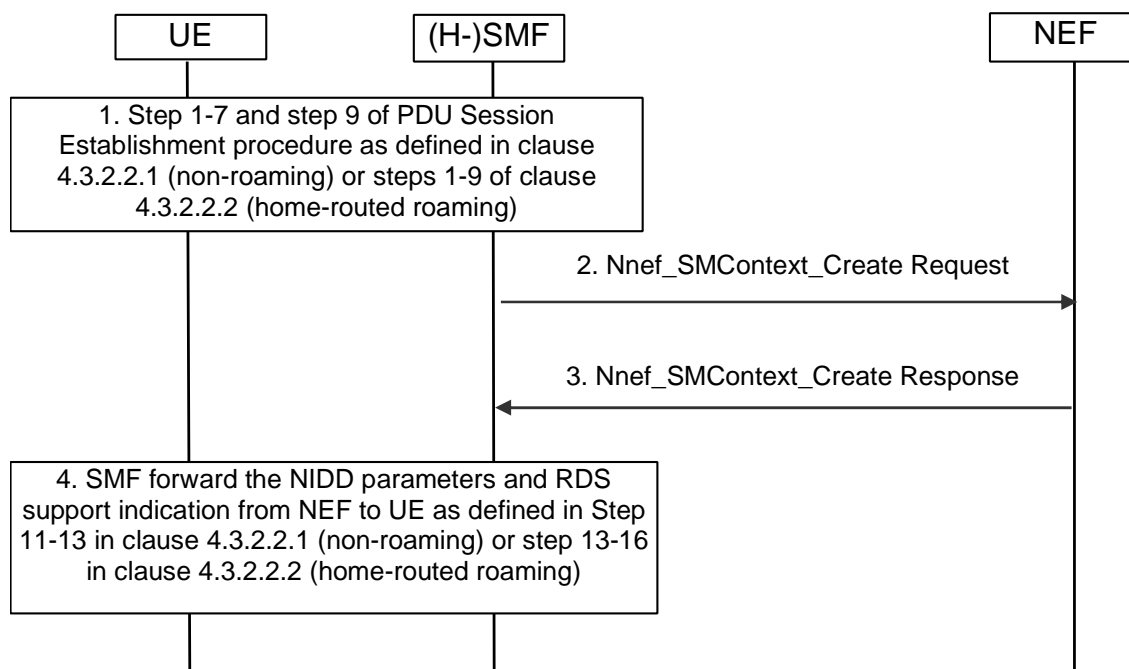 UE
(H-)SMF
NEF
1. Step 1-7 and step 9 of PDU Session
Establishment procedure as defined in clause
4.3.2.2.1 (non-roaming) or steps 1-9 of clause
4.3.2.2.2 (home-routed roaming)
2. Nnef_SMContext_Create Request
3. Nnef_SMContext_Create Response
4. SMF forward the NIDD parameters and RDS
support indication from NEF to UE as defined in Step
11-13 in clause 4.3.2.2.1 (non-roaming) or step 13-16
in clause 4.3.2.2.2 (home-routed roaming)